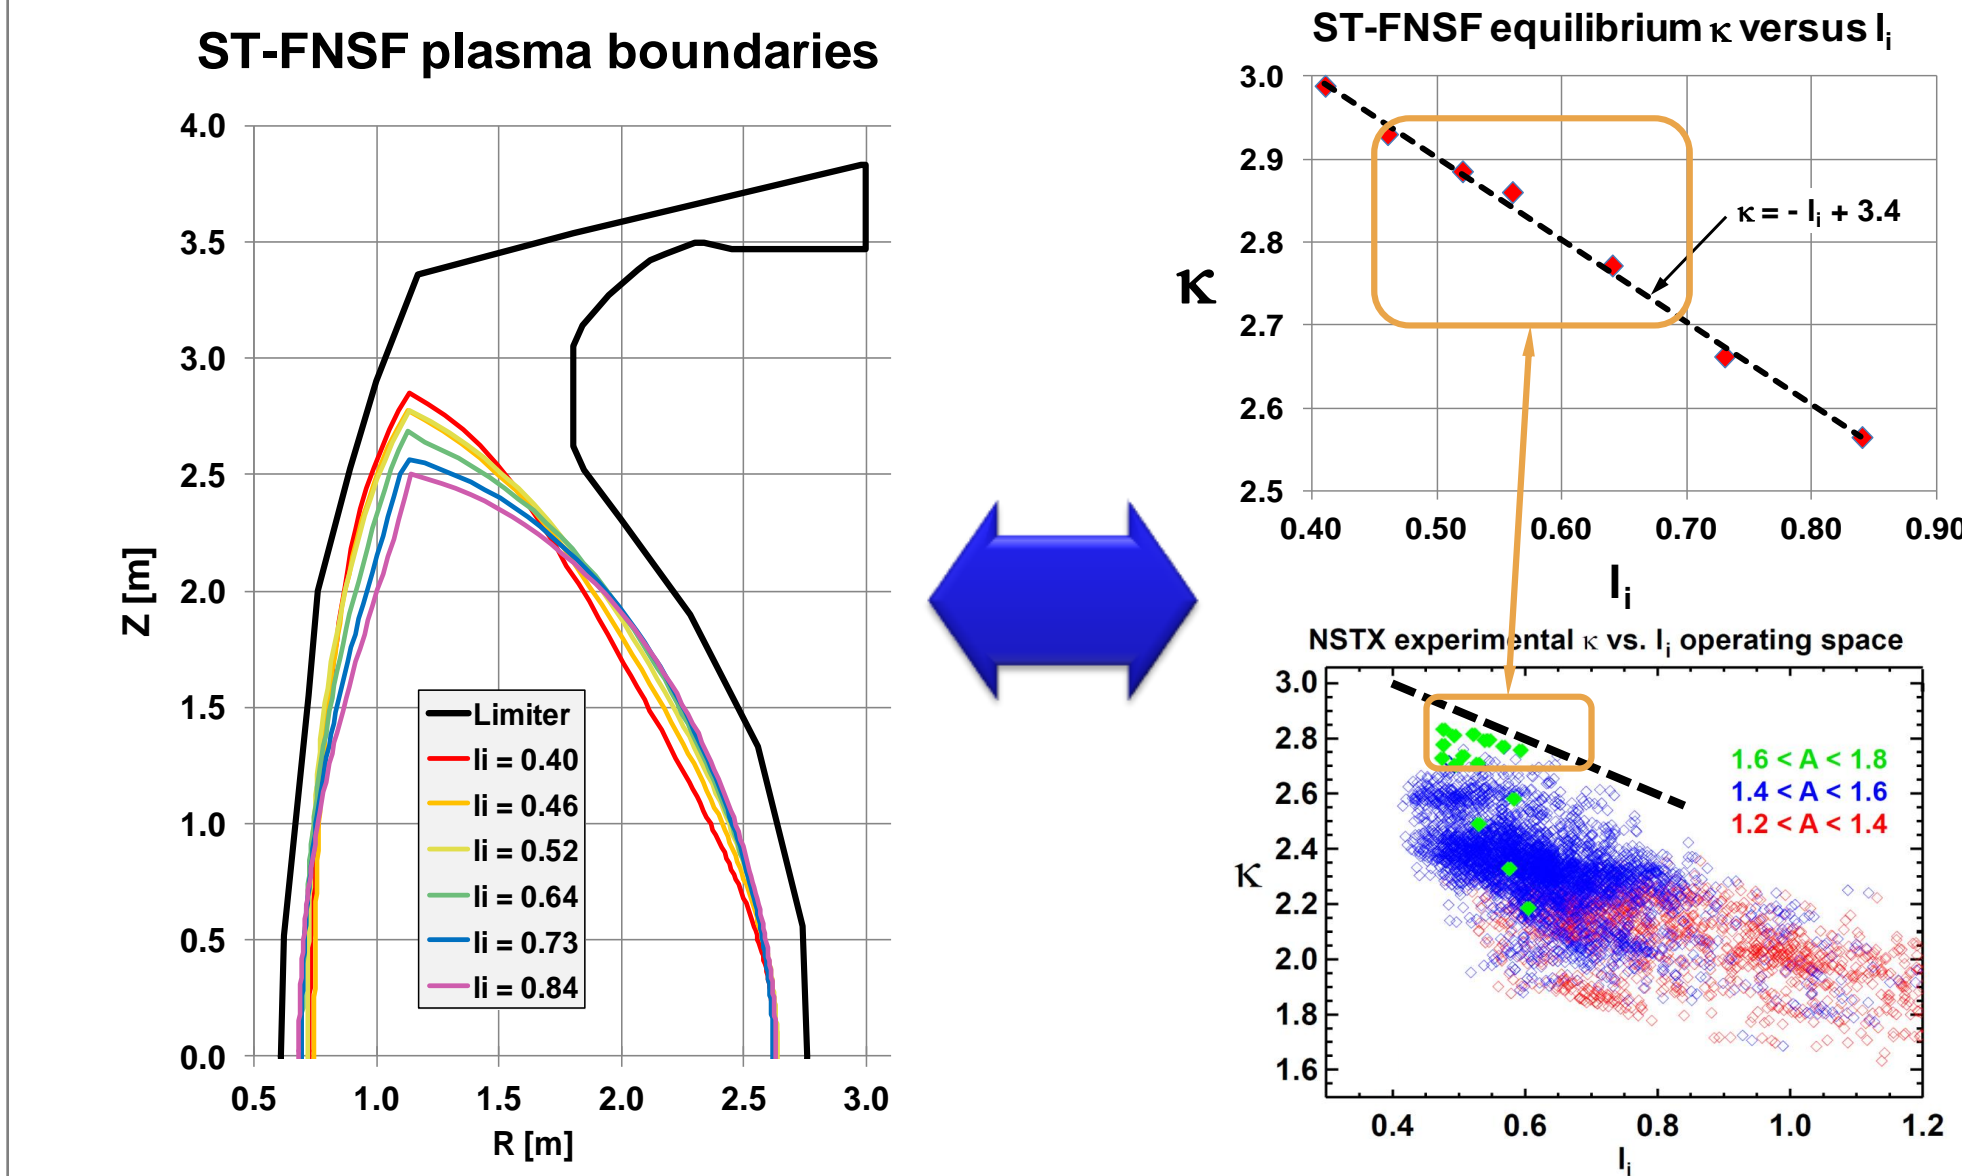 ST-FNSF plasma boundaries
4.0
3.5
3.0
2.5
2.0
1.5
1.0
0.5
0.0
Z [m]
Limiter
li = 0.40
li = 0.46
li = 0.52
li = 0.64
li = 0.73
li = 0.84
0.5 1.0 1.5 2.0 2.5 3.0
R [m]
ST-FNSF equilibrium κ versus lᵢ
3.0
2.9
2.8
2.7
2.6
2.5
κ
κ = - lᵢ + 3.4
0.40 0.50 0.60 0.70 0.80 0.90
lᵢ
NSTX experimental κ vs. lᵢ operating space
3.0
2.8
2.6
2.4
2.2
2.0
1.8
1.6
κ
1.6 < A < 1.8
1.4 < A < 1.6
1.2 < A < 1.4
0.4 0.6 0.8 1.0 1.2
lᵢ